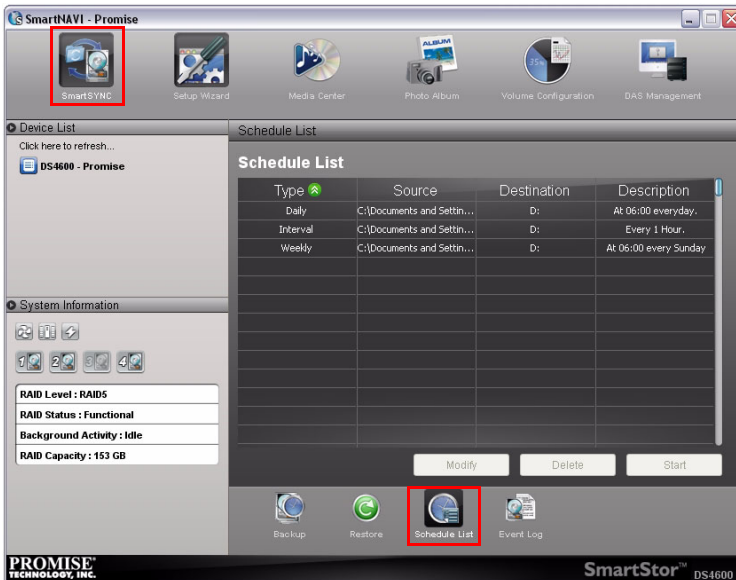 SmartNAVI - Promise
SmartSYNC
Setup Wizard
Media Center
ALBUM
Photo Album
35%
Volume Configuration
DAS Management
Device List
Click here to refresh...
DS4600 - Promise
System Information
1 2 3 4
RAID Level : RAID5
RAID Status : Functional
Background Activity : Idle
RAID Capacity : 153 GB
Schedule List
Schedule List
Type Source Destination Description
Daily C:\Documents and Settin... D: At 06:00 everyday.
Interval C:\Documents and Settin... D: Every 1 Hour.
Weekly C:\Documents and Settin... D: At 06:00 every Sunday
Modify Delete Start
Backup Restore Schedule List Event Log
PROMISE®
TECHNOLOGY, INC.
SmartStor™ DS4600